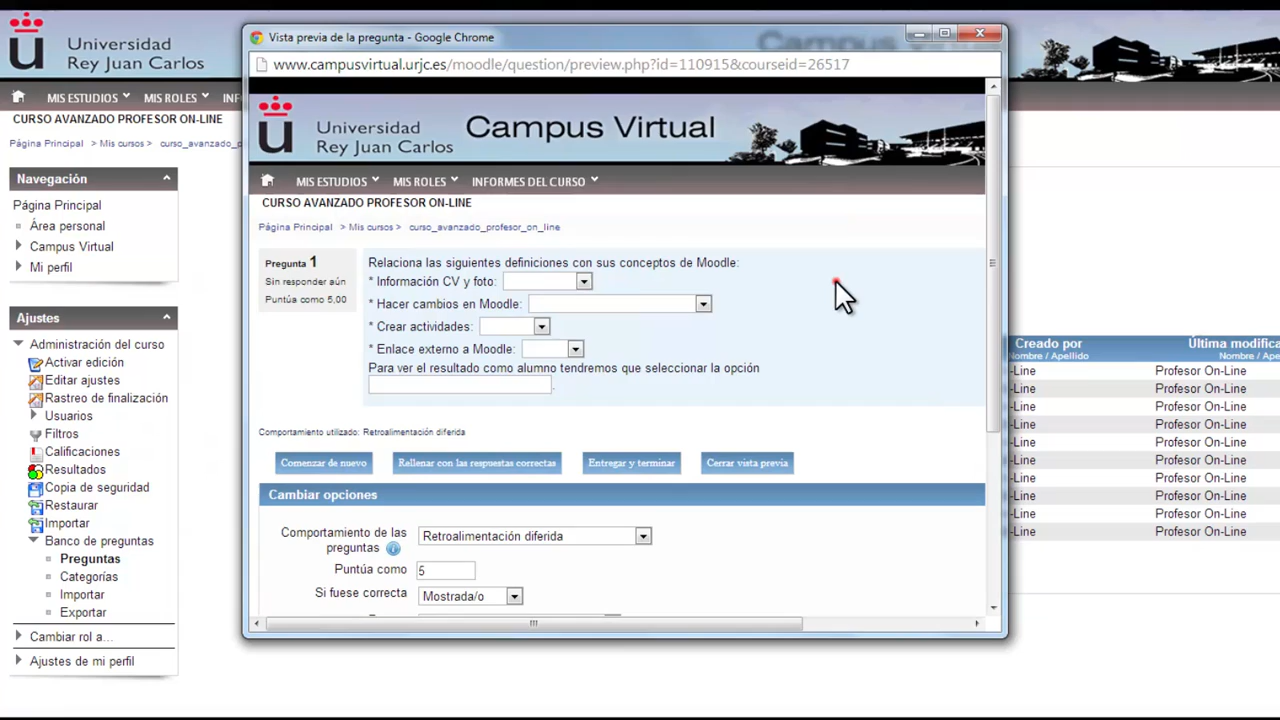 Vista previa de la pregunta - Google Chrome
www.campusvirtual.urjc.es/moodle/question/preview.php?id=110915&courseid=26517
Universidad
Rey Juan Carlos
MIS ESTUDIOS MIS ROLES
CURSO AVANZADO PROFESOR ON-LINE
Página Principal > Mis cursos >
Navegación
Página Principal
Área personal
Campus Virtual
Mi perfil
Ajustes
Administración del curso
Activar edición
Editar ajustes
Rastreo de finalización
Usuarios
Filtros
Calificaciones
Resultados
Copia de seguridad
Restaurar
Importar
Banco de preguntas
Preguntas
Categorías
Importar
Exportar
Cambiar rol a...
Ajustes de mi perfil
Universidad
Rey Juan Carlos
Campus Virtual
MIS ESTUDIOS MIS ROLES INFORMES DEL CURSO
CURSO AVANZADO PROFESOR ON-LINE
Página Principal > Mis cursos > curso_avanzado_profesor_on_line
Pregunta 1
Sin responder aún
Puntúa como 5,00
Relaciona las siguientes definiciones con sus conceptos de Moodle:
* Información CV y foto:
* Hacer cambios en Moodle:
* Crear actividades:
* Enlace externo a Moodle:
Para ver el resultado como alumno tendremos que seleccionar la opción
.
Comportamiento utilizado: Retroalimentación diferida
Comenzar de nuevo Rellenar con las respuestas correctas Entregar y terminar Cerrar vista previa
Cambiar opciones
Comportamiento de las
preguntas
Retroalimentación diferida
Puntúa como 5
Si fuese correcta Mostrada/o
Creado por
Nombre / Apellido
-Line Profesor On-Line
-Line Profesor On-Line
-Line Profesor On-Line
-Line Profesor On-Line
-Line Profesor On-Line
-Line Profesor On-Line
-Line Profesor On-Line
-Line Profesor On-Line
-Line Profesor On-Line
-Line Profesor On-Line